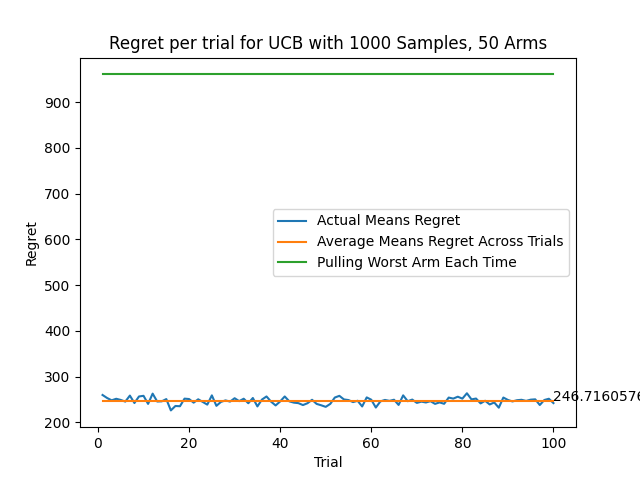 Regret per trial for UCB with 1000 Samples, 50 Arms
900
800
700
600
500
400
300
200
Regret
Actual Means Regret
Average Means Regret Across Trials
Pulling Worst Arm Each Time
246.7160576
0 20 40 60 80 100
Trial